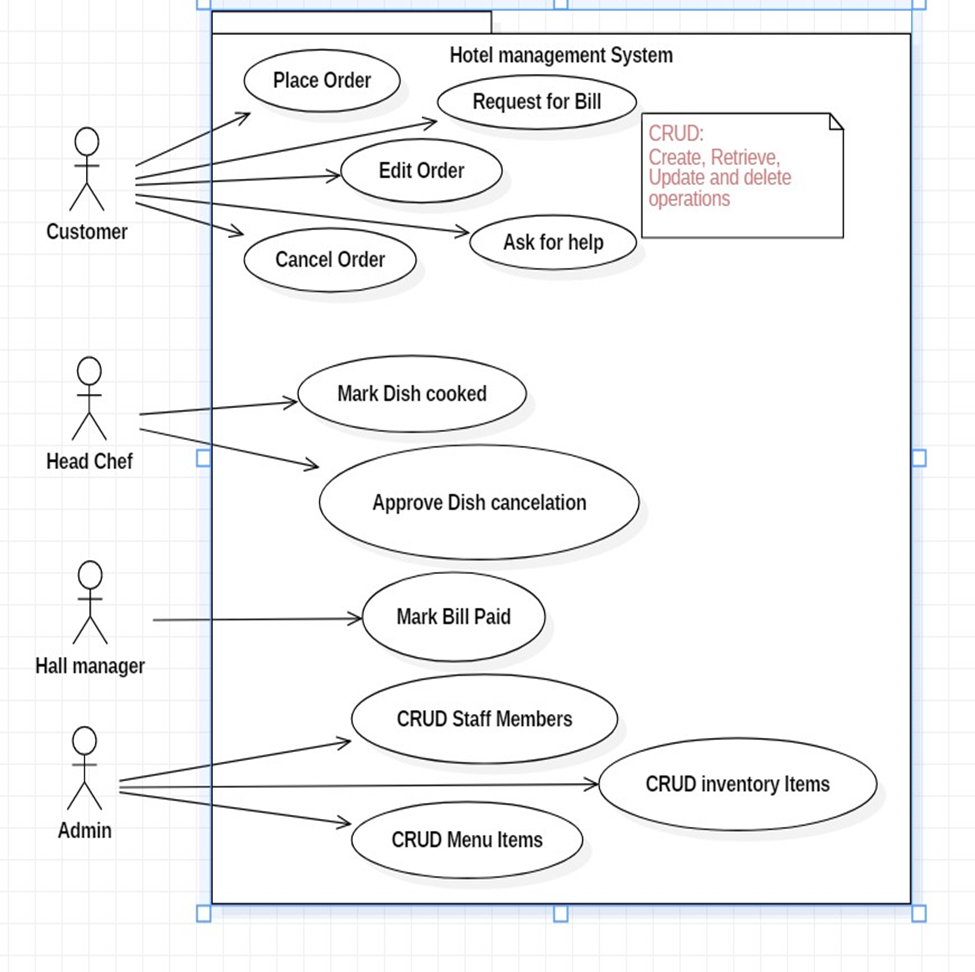 Hotel management System
Place Order
Request for Bill
CRUD:
Create, Retrieve,
Update and delete
operations
Edit Order
Customer
Ask for help
Cancel Order
Mark Dish cooked
Head Chef
Approve Dish cancelation
Mark Bill Paid
Hall manager
CRUD Staff Members
CRUD inventory Items
Admin
CRUD Menu Items